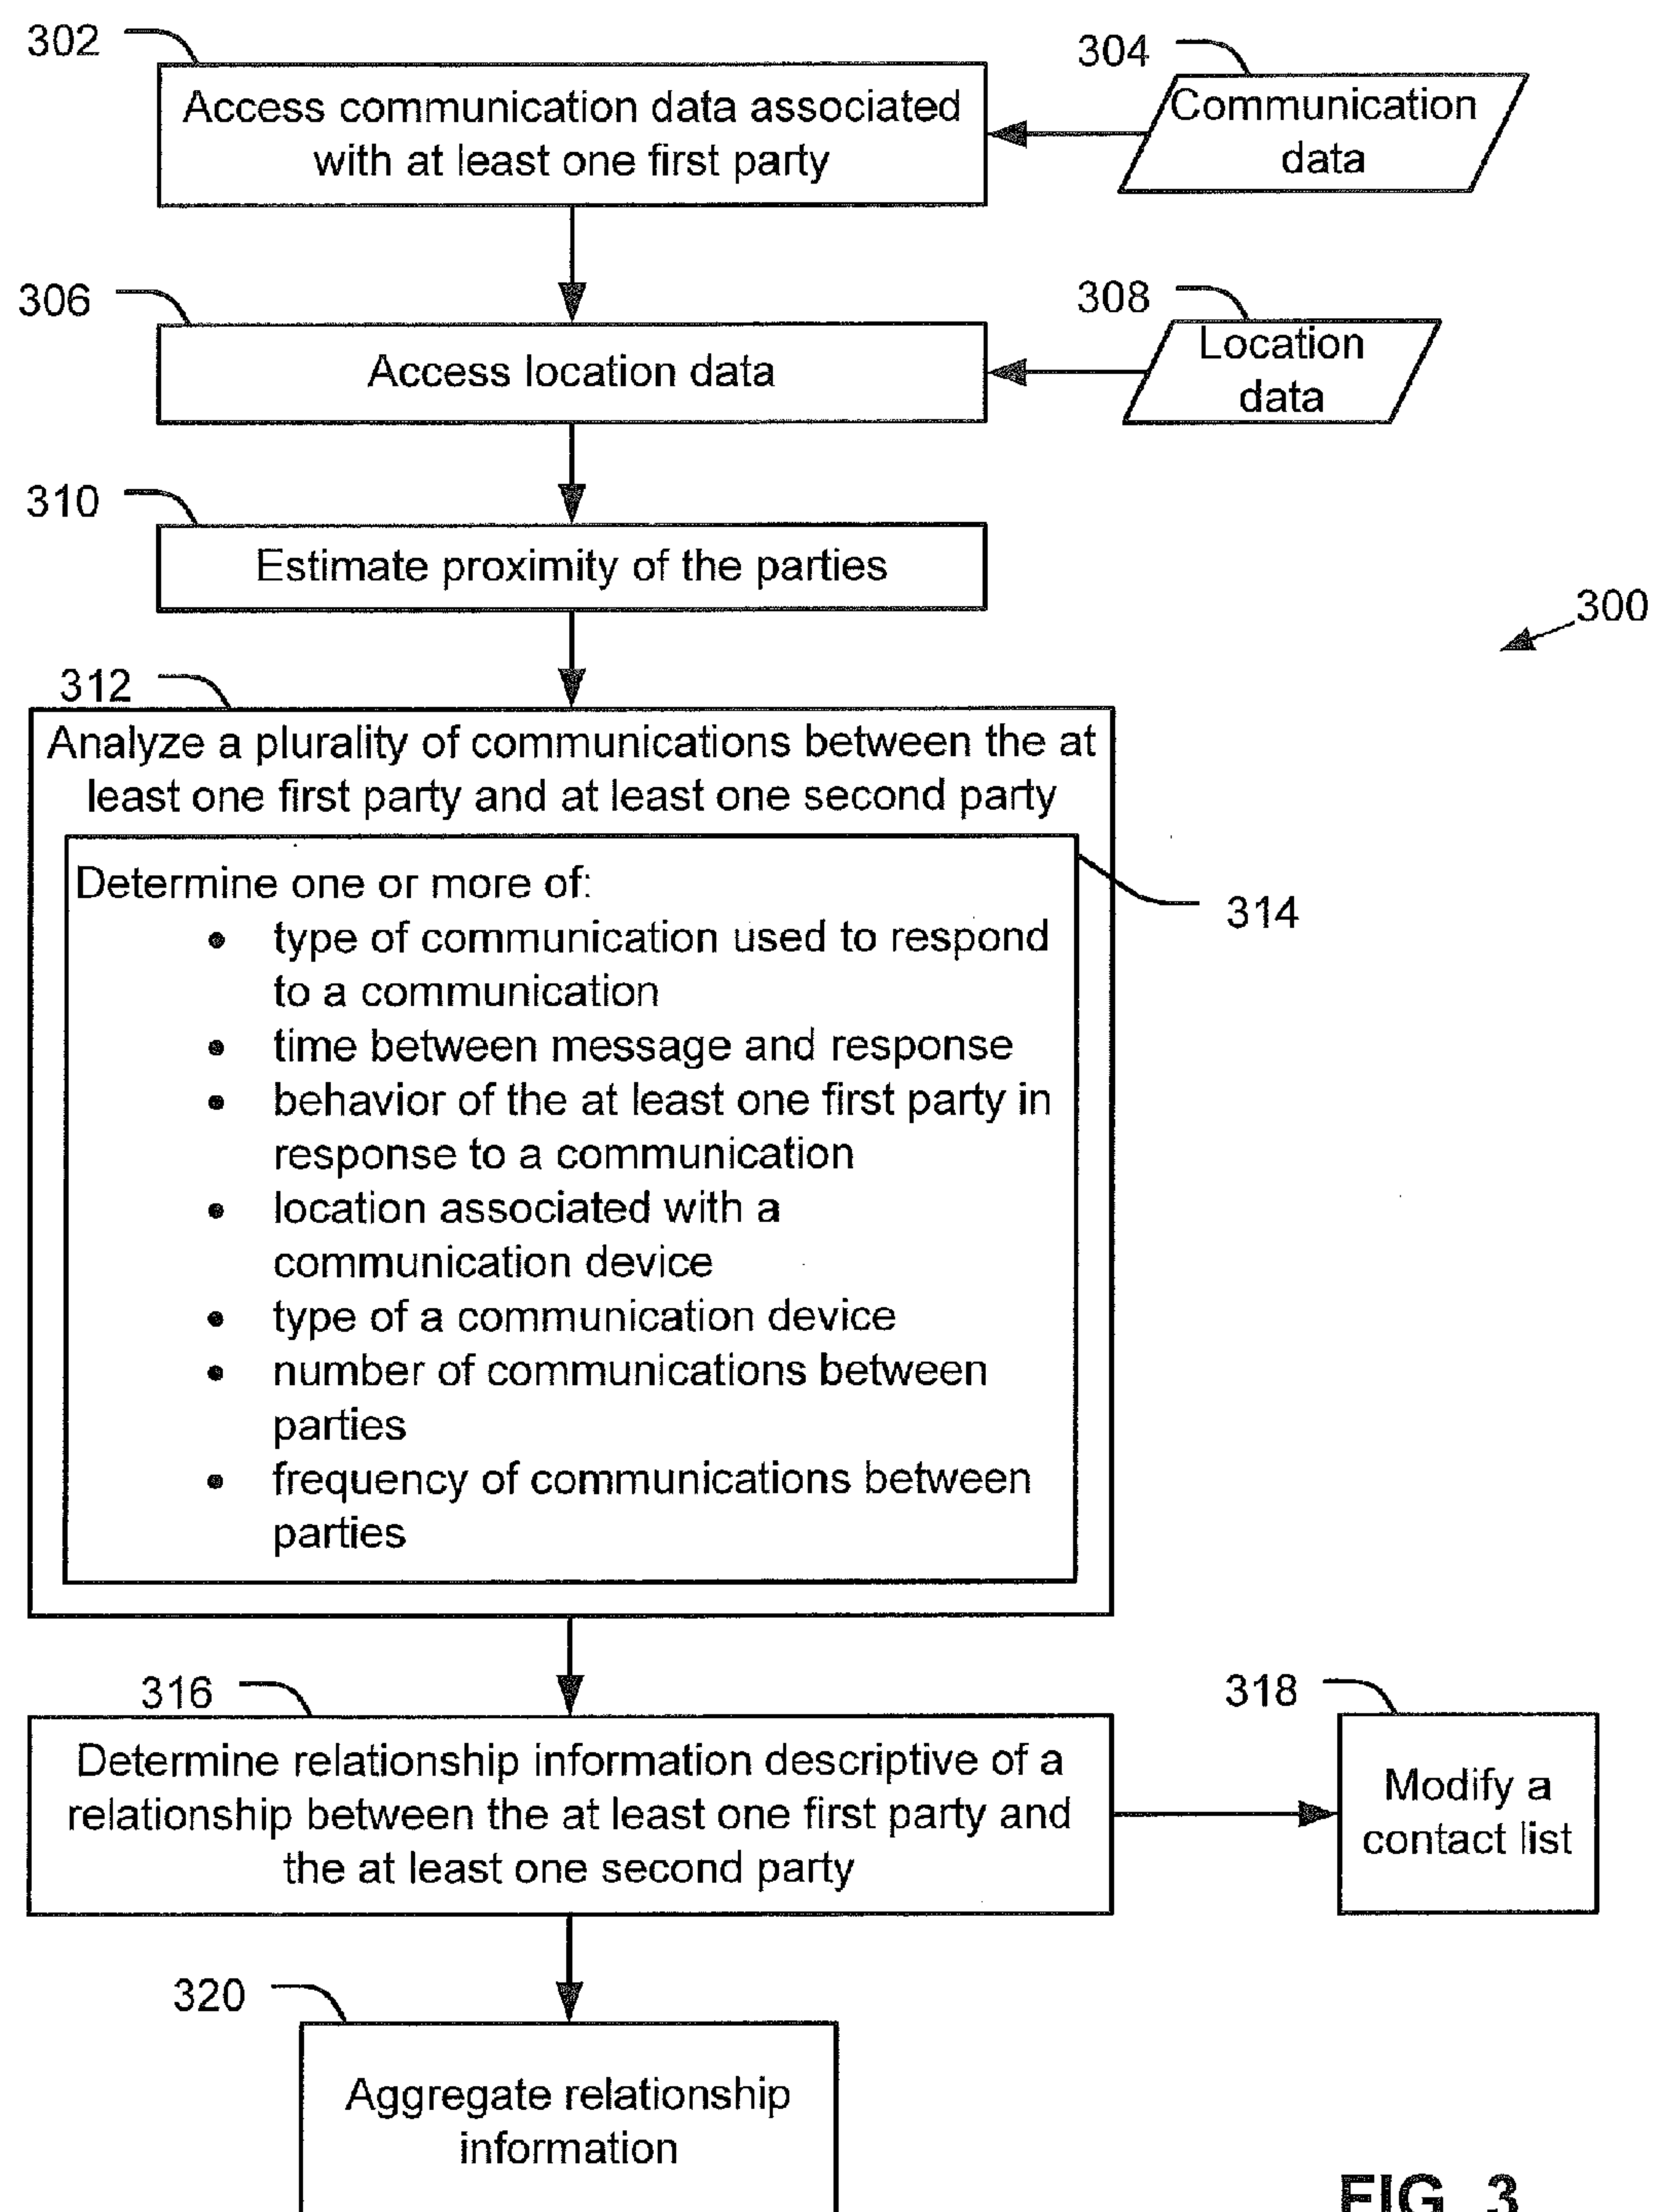 302
304
Access communication data associated
with at least one first party
Communication
data
306
308
Access location data
Location
data
310
Estimate proximity of the parties
300
312
Analyze a plurality of communications between the at
least one first party and at least one second party
Determine one or more of:
• type of communication used to respond
to a communication
• time between message and response
• behavior of the at least one first party in
response to a communication
• location associated with a
communication device
• type of a communication device
• number of communications between
parties
• frequency of communications between
parties
314
316
318
Determine relationship information descriptive of a
relationship between the at least one first party and
the at least one second party
Modify a
contact list
320
Aggregate relationship
information
FIG. 3